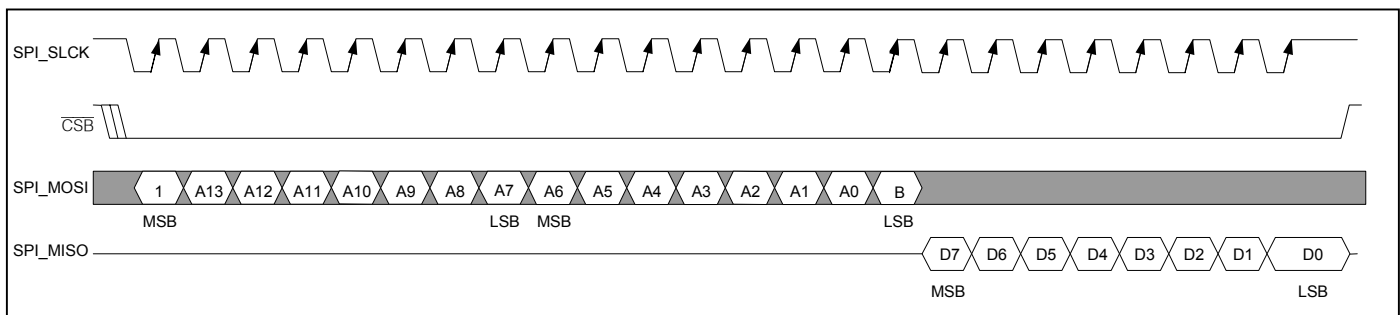 SPI_SLCK
CSB
SPI_MOSI 1 A13 A12 A11 A10 A9 A8 A7 A6 A5 A4 A3 A2 A1 A0 B
MSB LSB MSB LSB
SPI_MISO D7 D6 D5 D4 D3 D2 D1 D0
MSB LSB